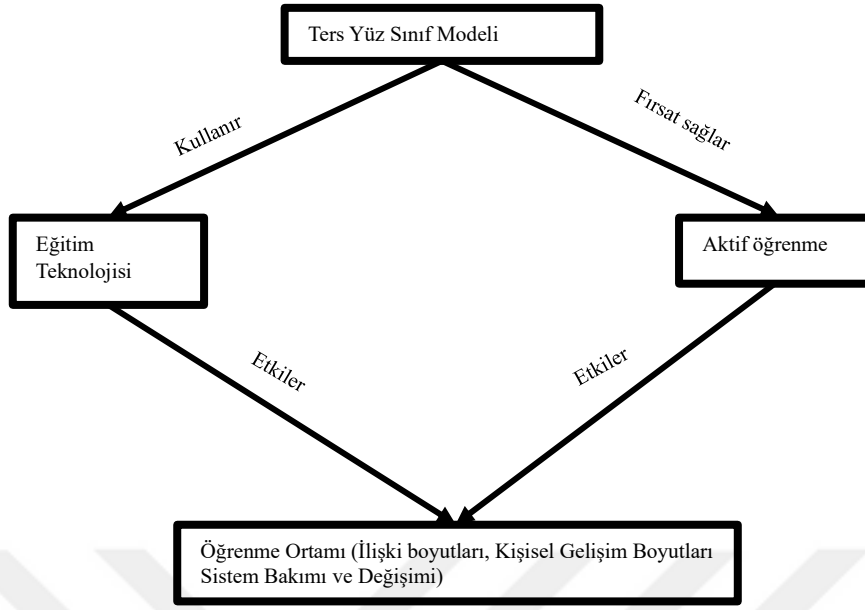 Ters Yüz Sınıf Modeli
Kullanır
Fırsat sağlar
Eğitim
Teknolojisi
Aktif öğrenme
Etkiler
Etkiler
Öğrenme Ortamı (İlişki boyutları, Kişisel Gelişim Boyutları
Sistem Bakımı ve Değişimi)